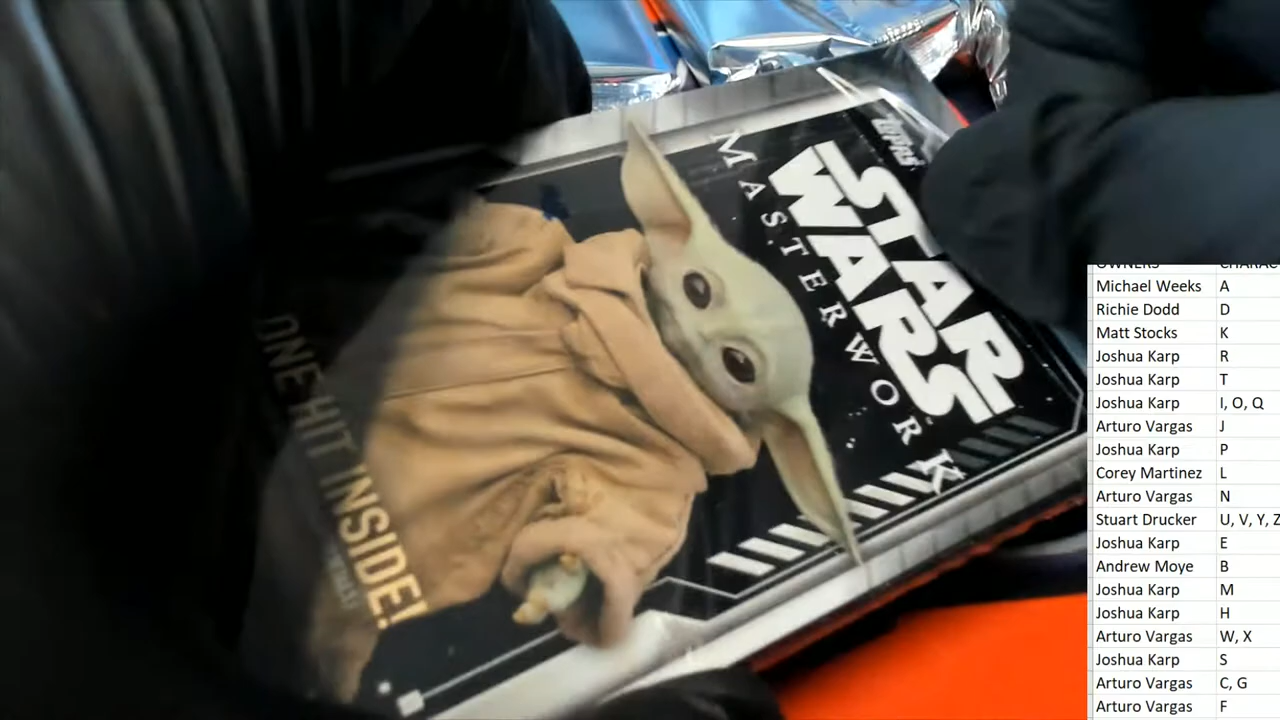 Topps
STAR
WARS
MASTERWORK
ONE HIT INSIDE!
OWNERS CHARAC
Michael Weeks A
Richie Dodd D
Matt Stocks K
Joshua Karp R
Joshua Karp T
Joshua Karp I, O, Q
Arturo Vargas J
Joshua Karp P
Corey Martinez L
Arturo Vargas N
Stuart Drucker U, V, Y, Z
Joshua Karp E
Andrew Moye B
Joshua Karp M
Joshua Karp H
Arturo Vargas W, X
Joshua Karp S
Arturo Vargas C, G
Arturo Vargas F